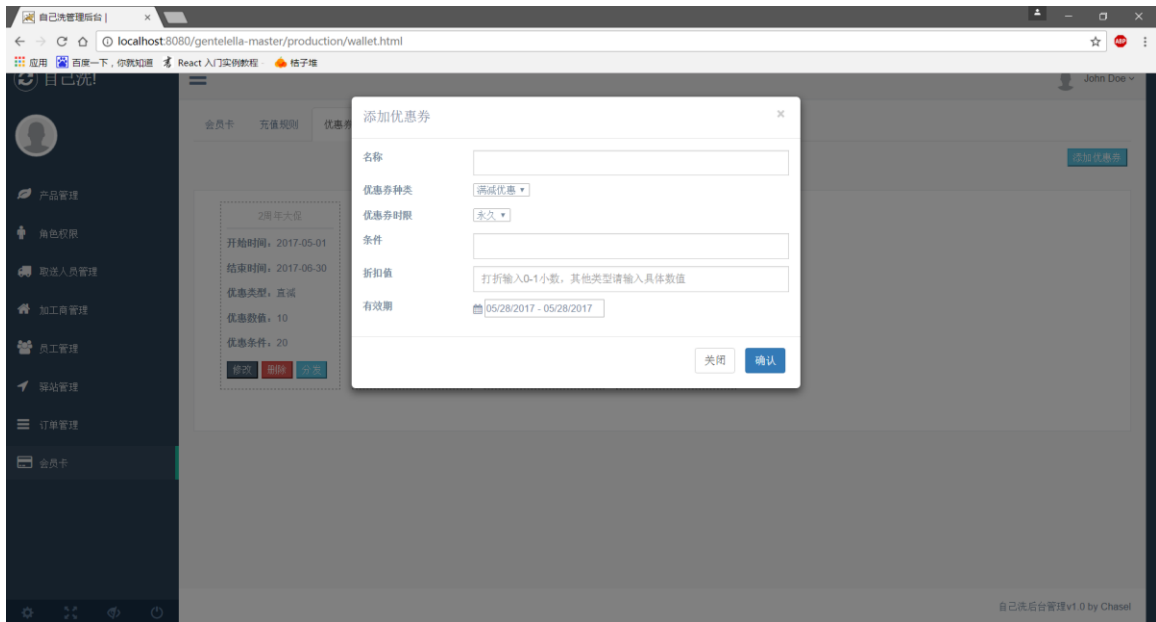 自己洗管理后台 |
localhost:8080/gentelella-master/production/wallet.html
应用 百度一下，你就知道 React 入门实例教程 桔子堆
自己洗!
John Doe
会员卡 充值规则 优惠券
添加优惠券
添加优惠券 ×
名称
优惠券种类 满减优惠
优惠券时限 永久
条件
折扣值 打折输入0-1小数，其他类型请输入具体数值
有效期 05/28/2017 - 05/28/2017
关闭 确认
2周年大促
开始时间：2017-05-01
结束时间：2017-06-30
优惠类型：直减
优惠数值：10
优惠条件：20
修改 删除 分发
产品管理
角色权限
取送人员管理
加工商管理
员工管理
驿站管理
订单管理
会员卡
自己洗后台管理v1.0 by Chasel